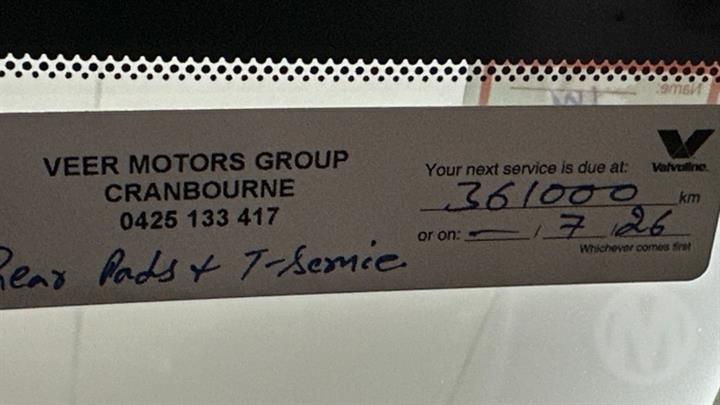 Name:
VEER MOTORS GROUP
CRANBOURNE
0425 133 417
Rear Pads & T-Service
Your next service is due at:
361000 km
or on: — / 7 / 26
Whichever comes first
Valvoline
M